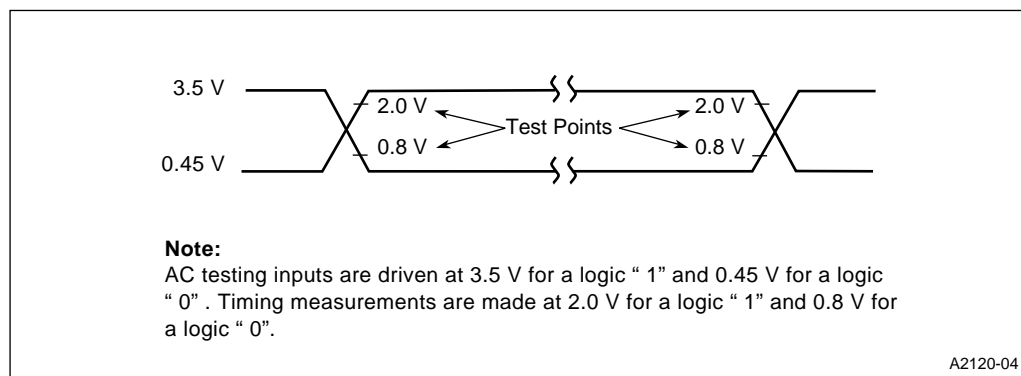 3.5 V
2.0 V
2.0 V
Test Points
0.8 V
0.8 V
0.45 V
Note:
AC testing inputs are driven at 3.5 V for a logic “ 1” and 0.45 V for a logic
“ 0” . Timing measurements are made at 2.0 V for a logic “ 1” and 0.8 V for
a logic “ 0”.
A2120-04